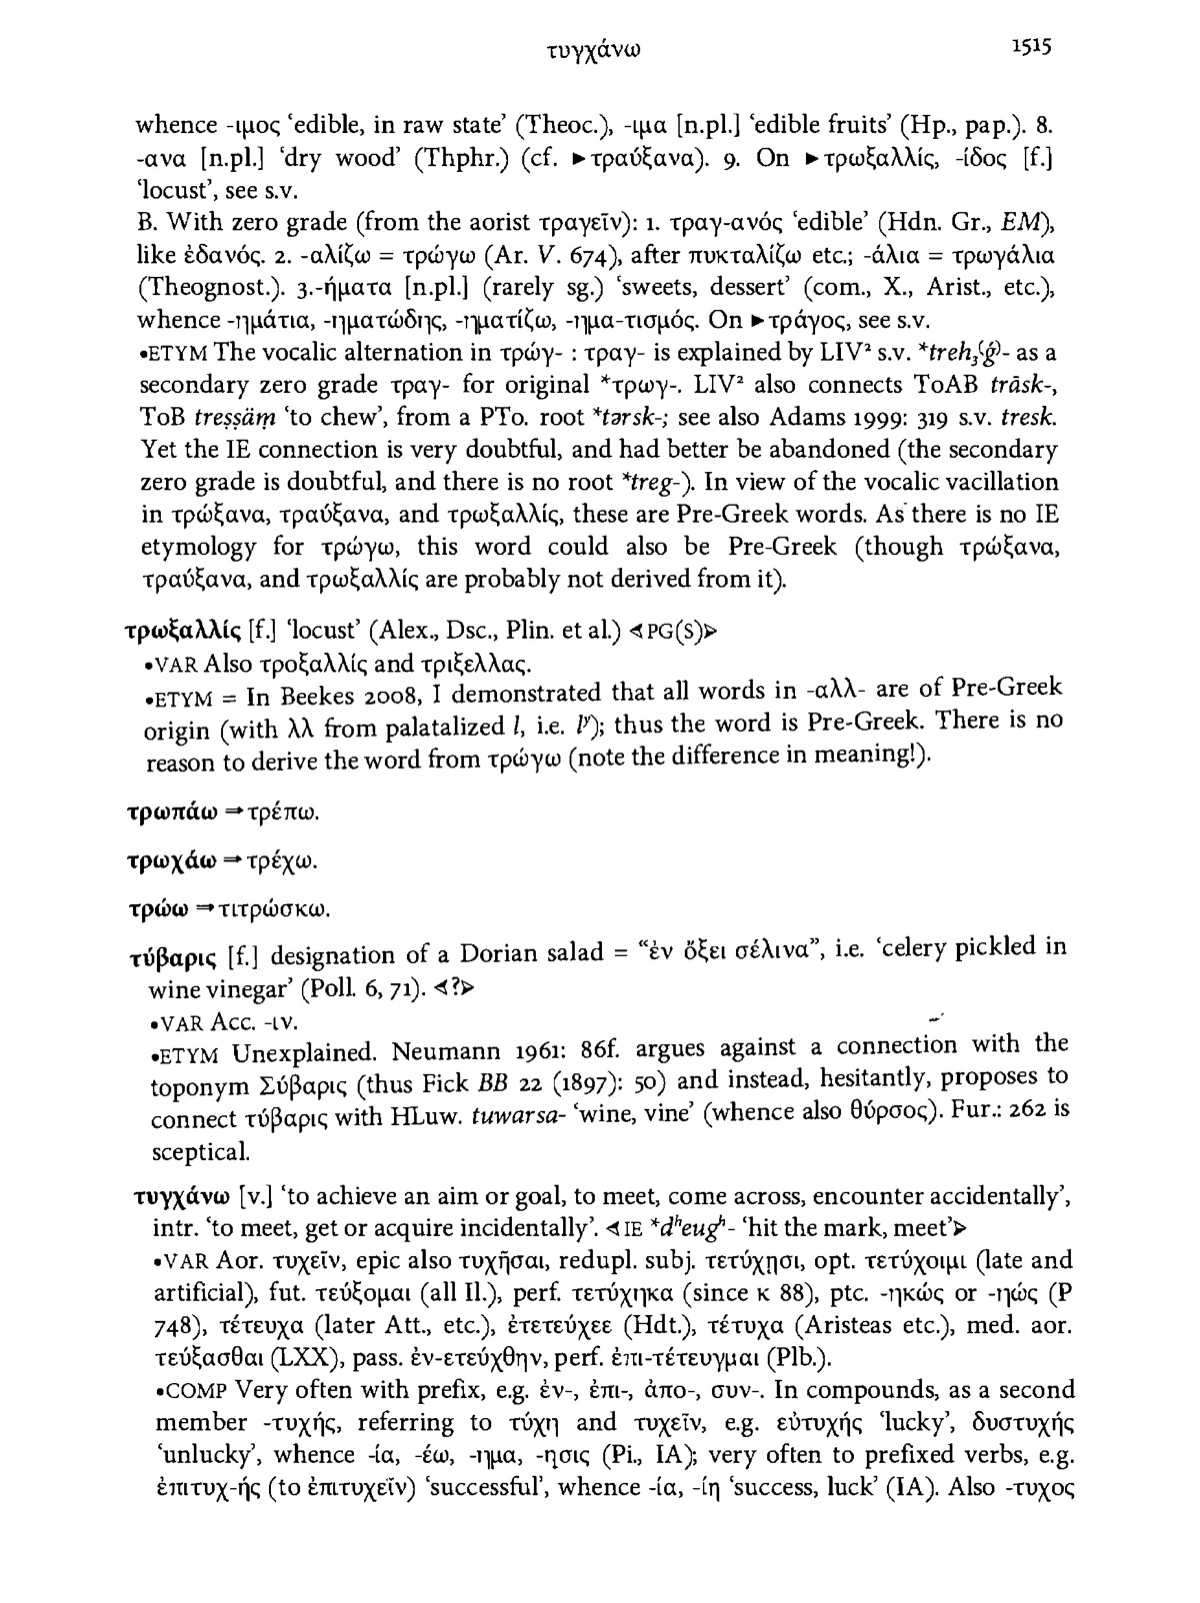 τυγχάνω 1515
whence -ιμος ‘edible, in raw state’ (Theoc.), -ιμα [n.pl.] ‘edible fruits’ (Hp., pap.). 8.
-ανα [n.pl.] ‘dry wood’ (Thphr.) (cf. ►τραύξανα). 9. On ►τρωξαλλίς, -ίδος [f.]
‘locust’, see s.v.
B. With zero grade (from the aorist τραγεῖν): 1. τραγ-ανός ‘edible’ (Hdn. Gr., EM),
like ἐδανός. 2. -αλίζω = τρώγω (Ar. V. 674), after πυκταλίζω etc.; -άλια = τρωγάλια
(Theognost.). 3.-ήματα [n.pl.] (rarely sg.) ‘sweets, dessert’ (com., X., Arist., etc.),
whence -ημάτια, -ηματώδης, -ηματίζω, -ημα-τισμός. On ►τράγος, see s.v.
•ETYM The vocalic alternation in τρώγ- : τραγ- is explained by LIV² s.v. *treh₃⁽ǵ⁾- as a
secondary zero grade τραγ- for original *τρωγ-. LIV² also connects ToAB trāsk-,
ToB treṣṣäṃ ‘to chew’, from a PTo. root *tərsk-; see also Adams 1999: 319 s.v. tresk.
Yet the IE connection is very doubtful, and had better be abandoned (the secondary
zero grade is doubtful, and there is no root *treg-). In view of the vocalic vacillation
in τρώξανα, τραύξανα, and τρωξαλλίς, these are Pre-Greek words. As there is no IE
etymology for τρώγω, this word could also be Pre-Greek (though τρώξανα,
τραύξανα, and τρωξαλλίς are probably not derived from it).
τρωξαλλίς [f.] ‘locust’ (Alex., Dsc., Plin. et al.) ⋖PG(S)⋗
•VAR Also τροξαλλίς and τριξελλας.
•ETYM = In Beekes 2008, I demonstrated that all words in -αλλ- are of Pre-Greek
origin (with λλ from palatalized l, i.e. lʸ); thus the word is Pre-Greek. There is no
reason to derive the word from τρώγω (note the difference in meaning!).
τρωπάω ⇒τρέπω.
τρωχάω ⇒τρέχω.
τρώω ⇒τιτρώσκω.
τύβαρις [f.] designation of a Dorian salad = “ἐν ὄξει σέλινα”, i.e. ‘celery pickled in
wine vinegar’ (Poll. 6, 71). ⋖?⋗
•VAR Acc. -ιν.
•ETYM Unexplained. Neumann 1961: 86f. argues against a connection with the
toponym Σύβαρις (thus Fick BB 22 (1897): 50) and instead, hesitantly, proposes to
connect τύβαρις with HLuw. tuwarsa- ‘wine, vine’ (whence also θύρσος). Fur.: 262 is
sceptical.
τυγχάνω [v.] ‘to achieve an aim or goal, to meet, come across, encounter accidentally’,
intr. ‘to meet, get or acquire incidentally’. ⋖IE *dʰeugʰ- ‘hit the mark, meet’⋗
•VAR Aor. τυχεῖν, epic also τυχῆσαι, redupl. subj. τετύχῃσι, opt. τετύχοιμι (late and
artificial), fut. τεύξομαι (all Il.), perf. τετύχηκα (since κ 88), ptc. -ηκώς or -ηώς (Ρ
748), τέτευχα (later Att., etc.), ἐτετεύχεε (Hdt.), τέτυχα (Aristeas etc.), med. aor.
τεύξασθαι (LXX), pass. ἐν-ετεύχθην, perf. ἐπι-τέτευγμαι (Plb.).
•COMP Very often with prefix, e.g. ἐν-, ἐπι-, ἀπο-, συν-. In compounds, as a second
member -τυχής, referring to τύχη and τυχεῖν, e.g. εὐτυχής ‘lucky’, δυστυχής
‘unlucky’, whence -ία, -έω, -ημα, -ησις (Pi., IA); very often to prefixed verbs, e.g.
ἐπιτυχ-ής (to ἐπιτυχεῖν) ‘successful’, whence -ία, -ίη ‘success, luck’ (IA). Also -τυχος